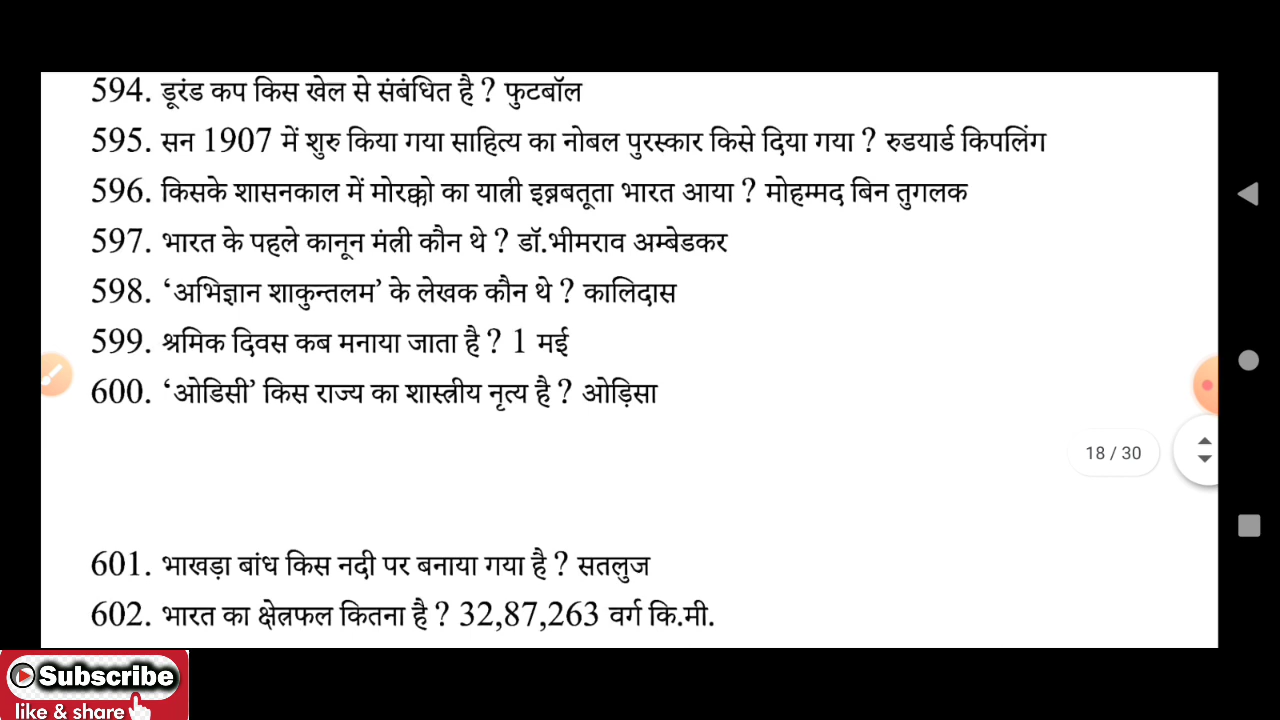 594. डूरंड कप किस खेल से संबंधित है ? फुटबॉल
595. सन 1907 में शुरु किया गया साहित्य का नोबल पुरस्कार किसे दिया गया ? रुडयार्ड किपलिंग
596. किसके शासनकाल में मोरक्को का यात्री इब्नबतूता भारत आया ? मोहम्मद बिन तुगलक
597. भारत के पहले कानून मंत्री कौन थे ? डॉ.भीमराव अम्बेडकर
598. ‘अभिज्ञान शाकुन्तलम’ के लेखक कौन थे ? कालिदास
599. श्रमिक दिवस कब मनाया जाता है ? 1 मई
600. ‘ओडिसी’ किस राज्य का शास्त्रीय नृत्य है ? ओड़िसा
18 / 30
601. भाखड़ा बांध किस नदी पर बनाया गया है ? सतलुज
602. भारत का क्षेत्रफल कितना है ? 32,87,263 वर्ग कि.मी.
Subscribe
like & share